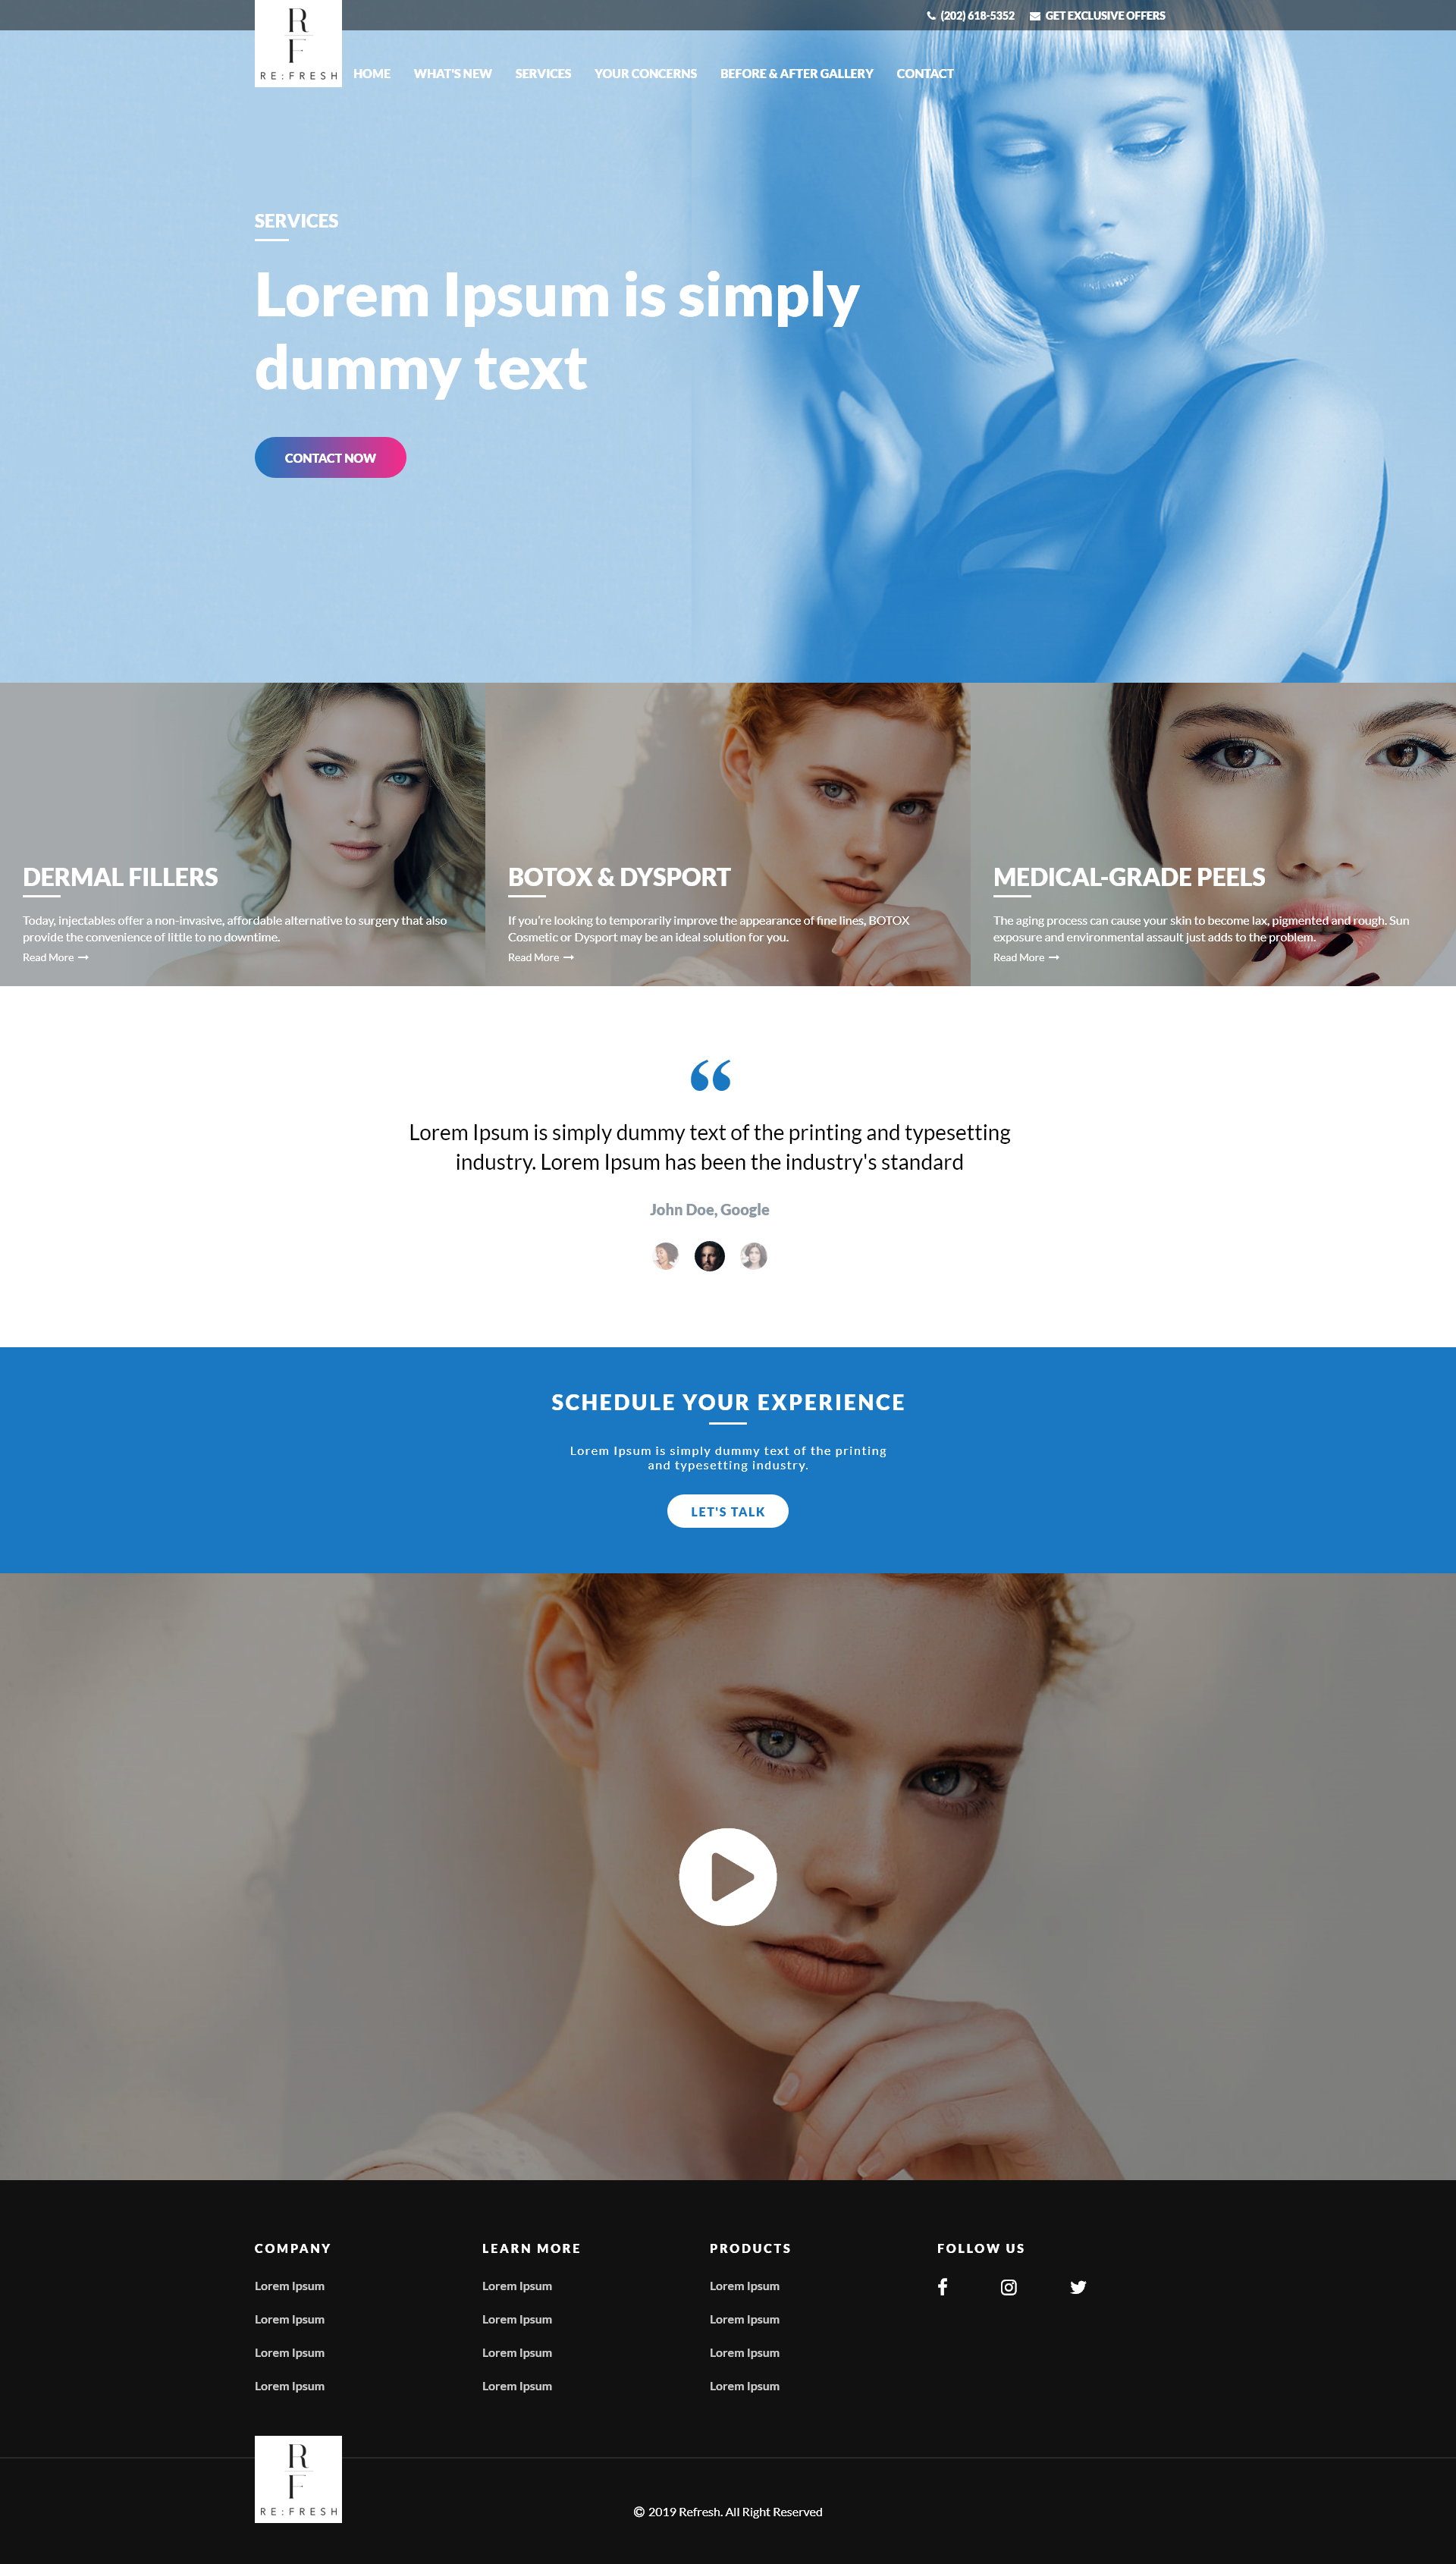 R
F
RE:FRESH
(202) 618-5352 GET EXCLUSIVE OFFERS
HOME WHAT'S NEW SERVICES YOUR CONCERNS BEFORE & AFTER GALLERY CONTACT
SERVICES
Lorem Ipsum is simply
dummy text
CONTACT NOW
DERMAL FILLERS
Today, injectables offer a non-invasive, affordable alternative to surgery that also
provide the convenience of little to no downtime.
Read More
BOTOX & DYSPORT
If you're looking to temporarily improve the appearance of fine lines, BOTOX
Cosmetic or Dysport may be an ideal solution for you.
Read More
MEDICAL-GRADE PEELS
The aging process can cause your skin to become lax, pigmented and rough. Sun
exposure and environmental assault just adds to the problem.
Read More
“
Lorem Ipsum is simply dummy text of the printing and typesetting
industry. Lorem Ipsum has been the industry's standard
John Doe, Google
SCHEDULE YOUR EXPERIENCE
Lorem Ipsum is simply dummy text of the printing
and typesetting industry.
LET'S TALK
COMPANY
Lorem Ipsum
Lorem Ipsum
Lorem Ipsum
Lorem Ipsum
LEARN MORE
Lorem Ipsum
Lorem Ipsum
Lorem Ipsum
Lorem Ipsum
PRODUCTS
Lorem Ipsum
Lorem Ipsum
Lorem Ipsum
Lorem Ipsum
FOLLOW US
R
F
RE:FRESH
© 2019 Refresh. All Right Reserved